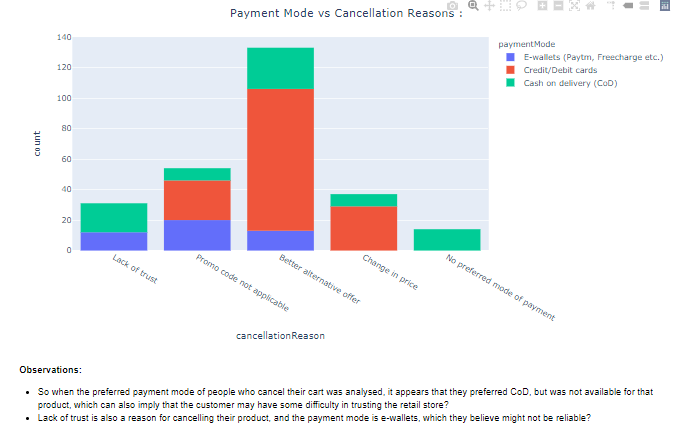 Payment Mode vs Cancellation Reasons :
140
120
100
80
60
40
20
0
count
Lack of trust
Promo code not applicable
Better alternative offer
Change in price
No preferred mode of payment
cancellationReason
paymentMode
E-wallets (Paytm, Freecharge etc.)
Credit/Debit cards
Cash on delivery (CoD)
Observations:
• So when the preferred payment mode of people who cancel their cart was analysed, it appears that they preferred CoD, but was not available for that
product, which can also imply that the customer may have some difficulty in trusting the retail store?
• Lack of trust is also a reason for cancelling their product, and the payment mode is e-wallets, which they believe might not be reliable?